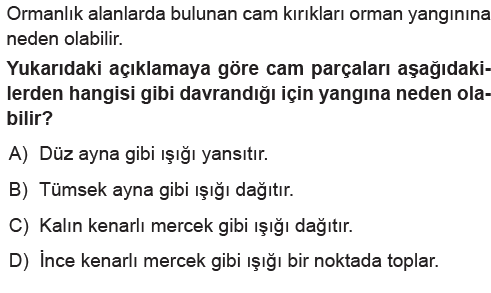 Ormanlık alanlarda bulunan cam kırıkları orman yangınına
neden olabilir.
Yukarıdaki açıklamaya göre cam parçaları aşağıdaki-
lerden hangisi gibi davrandığı için yangına neden ola-
bilir?
A) Düz ayna gibi ışığı yansıtır.
B) Tümsek ayna gibi ışığı dağıtır.
C) Kalın kenarlı mercek gibi ışığı dağıtır.
D) İnce kenarlı mercek gibi ışığı bir noktada toplar.